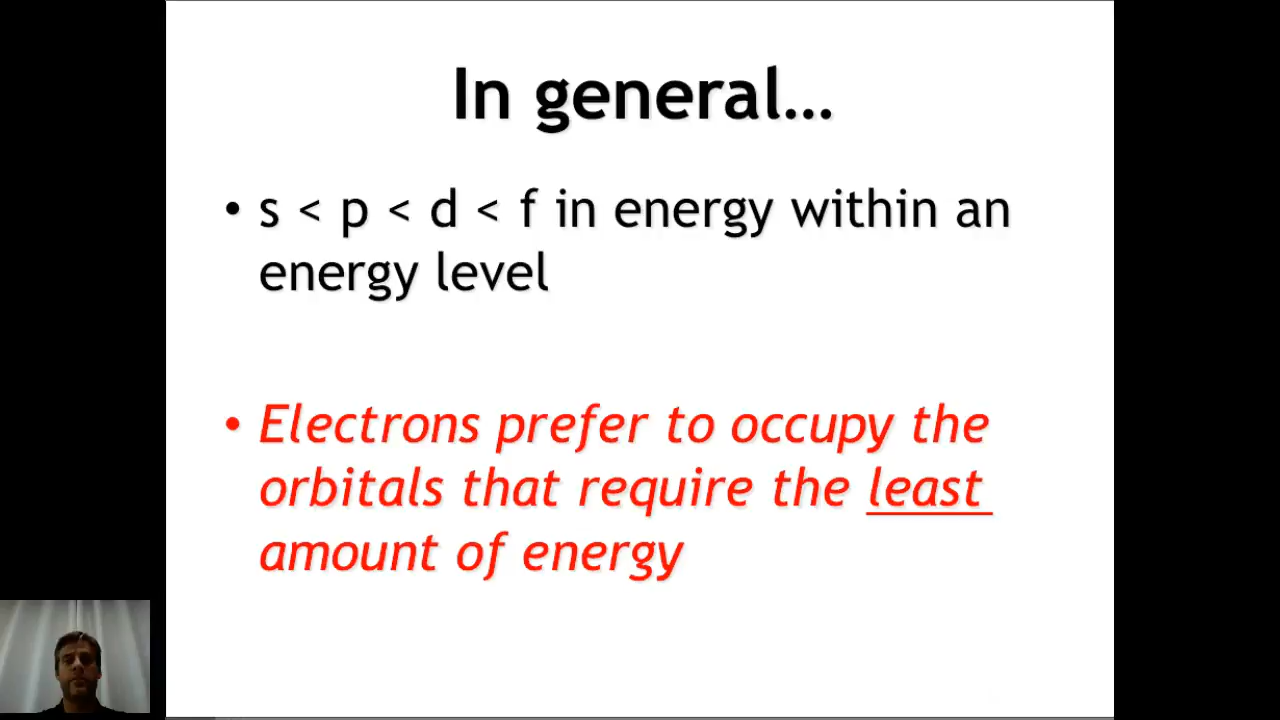 In general…
• s < p < d < f in energy within an
energy level
• Electrons prefer to occupy the
orbitals that require the least
amount of energy